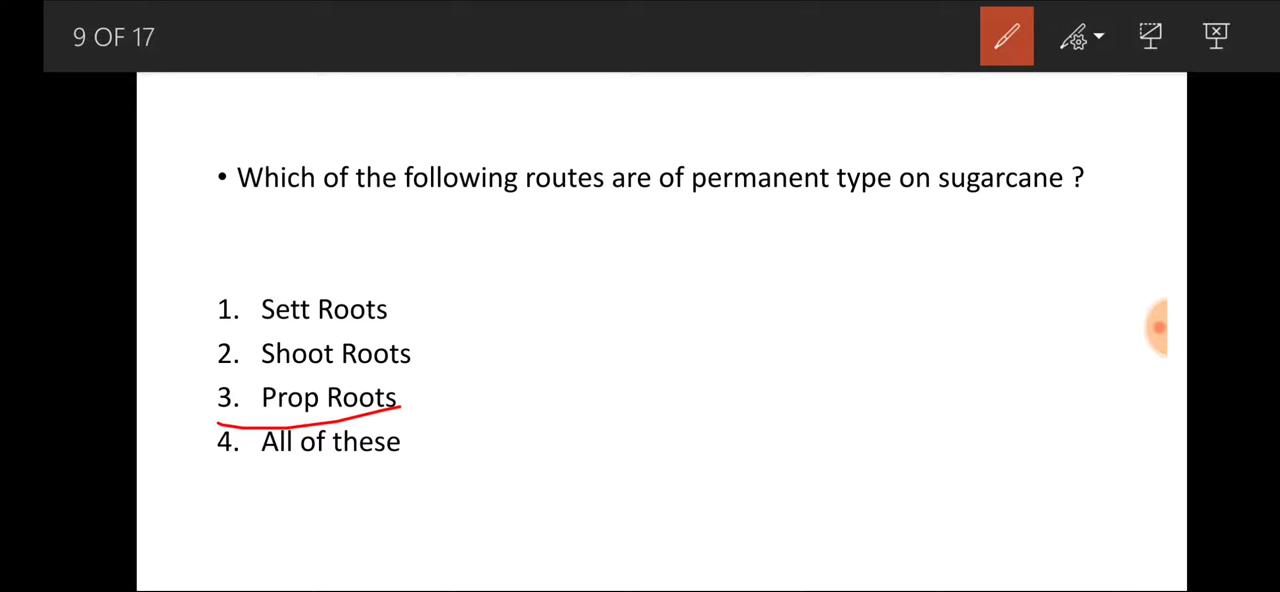 9 OF 17
• Which of the following routes are of permanent type on sugarcane ?
1. Sett Roots
2. Shoot Roots
3. Prop Roots
4. All of these